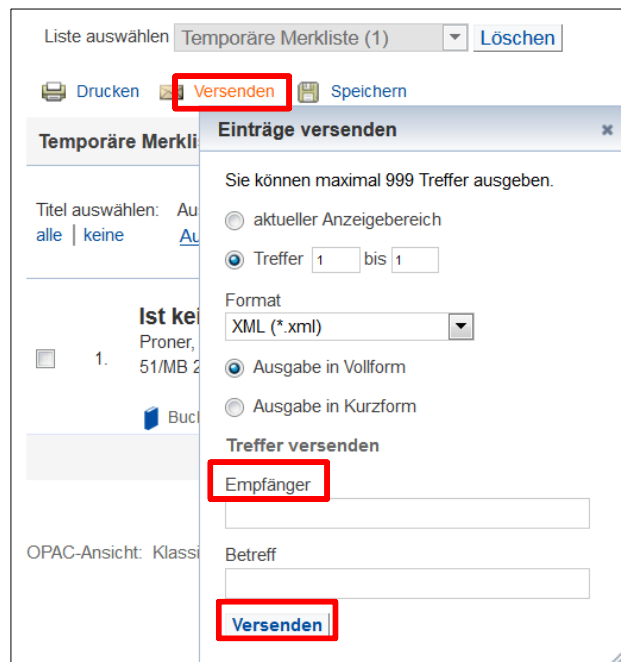 Liste auswählen Temporäre Merkliste (1) Löschen
Drucken Versenden Speichern
Temporäre Merkli
Einträge versenden ×
Sie können maximal 999 Treffer ausgeben.
Titel auswählen: Au
alle | keine Au
aktueller Anzeigebereich
Treffer 1 bis 1
Format
XML (*.xml)
Ist kei
Proner,
1.
51/MB 2
Buch
Ausgabe in Vollform
Ausgabe in Kurzform
Treffer versenden
Empfänger
OPAC-Ansicht: Klassi
Betreff
Versenden